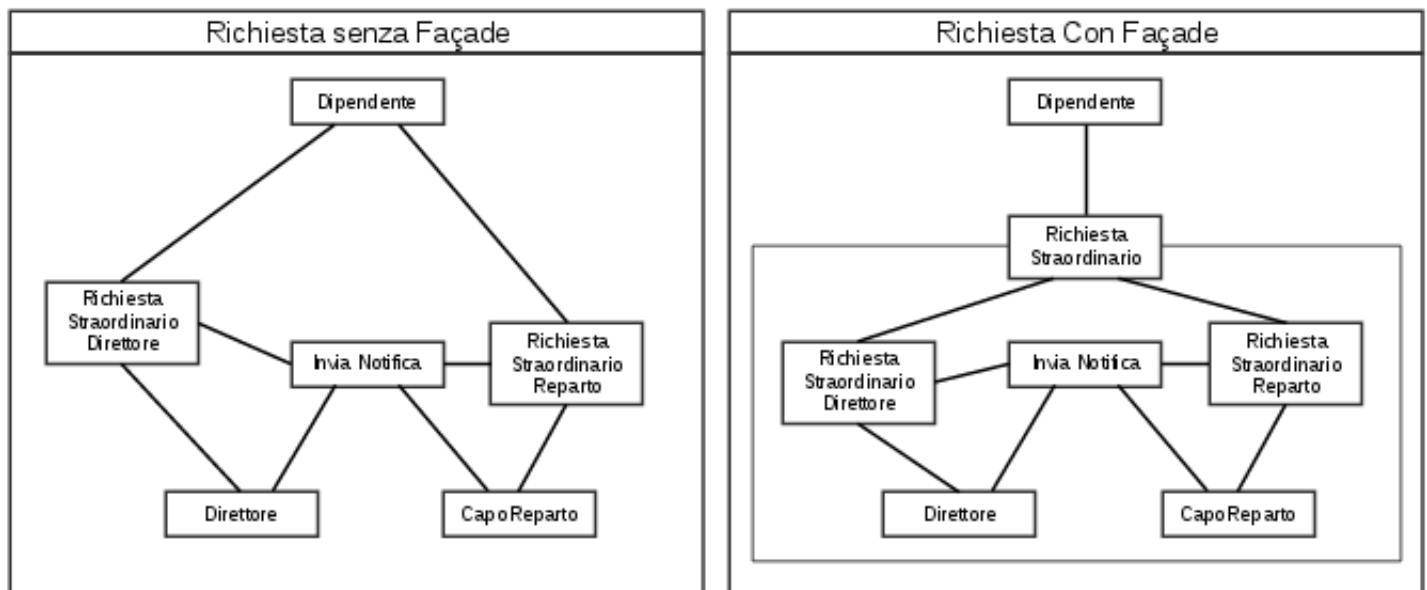 Richiesta senza Façade
Dipendente
Richiesta
Straordinario
Direttore
Invia Notifica
Richiesta
Straordinario
Reparto
Direttore
CapoReparto
Richiesta Con Façade
Dipendente
Richiesta
Straordinario
Richiesta
Straordinario
Direttore
Invia Notifica
Richiesta
Straordinario
Reparto
Direttore
CapoReparto